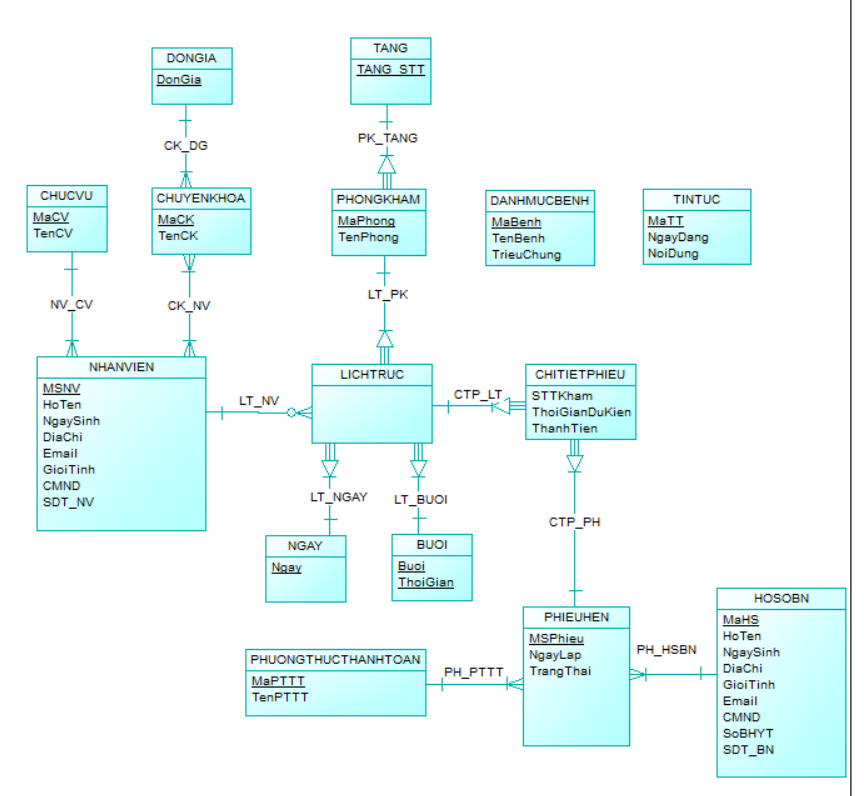 DONGIA
DonGia
TANG
TANG_STT
CK_DG
PK_TANG
CHUCVU
MaCV
TenCV
CHUYENKHOA
MaCK
TenCK
PHONGKHAM
MaPhong
TenPhong
DANHMUCBENH
MaBenh
TenBenh
TrieuChung
TINTUC
MaTT
NgayDang
NoiDung
NV_CV
CK_NV
LT_PK
NHANVIEN
MSNV
HoTen
NgaySinh
DiaChi
Email
GioiTinh
CMND
SDT_NV
LT_NV
LICHTRUC
CTP_LT
CHITIETPHIEU
STTKham
ThoiGianDuKien
ThanhTien
LT_NGAY
LT_BUOI
CTP_PH
NGAY
Ngay
BUOI
Buoi
ThoiGian
PHIEUHEN
MSPhieu
NgayLap
TrangThai
PH_HSBN
HOSOBN
MaHS
HoTen
NgaySinh
DiaChi
GioiTinh
Email
CMND
SoBHYT
SDT_BN
PHUONGTHUCTHANHTOAN
MaPTTT
TenPTTT
PH_PTTT